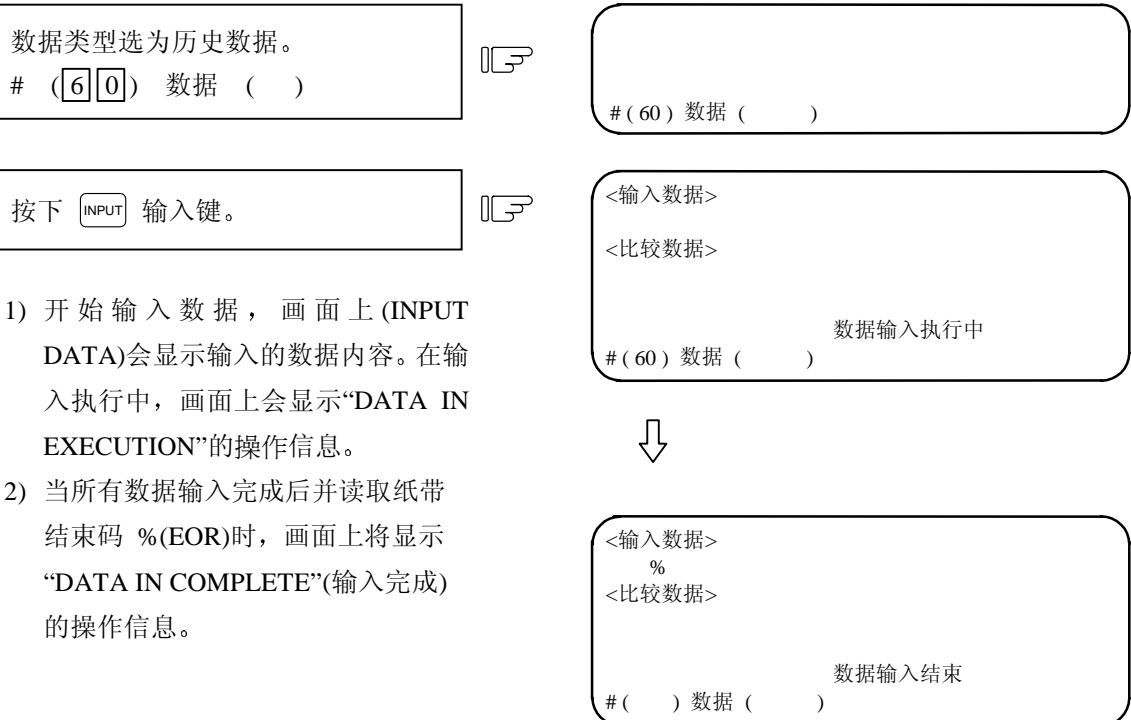 数据类型选为历史数据。
# (60) 数据 ( )
#( 60 ) 数据 ( )
按下 INPUT 输入键。
<输入数据>
<比较数据>
数据输入执行中
#( 60 ) 数据 ( )
1) 开始输入数据，画面上(INPUT
DATA)会显示输入的数据内容。在输
入执行中，画面上会显示“DATA IN
EXECUTION”的操作信息。
2) 当所有数据输入完成后并读取纸带
结束码 %(EOR)时，画面上将显示
“DATA IN COMPLETE”(输入完成)
的操作信息。
<输入数据>
%
<比较数据>
数据输入结束
#( ) 数据 ( )